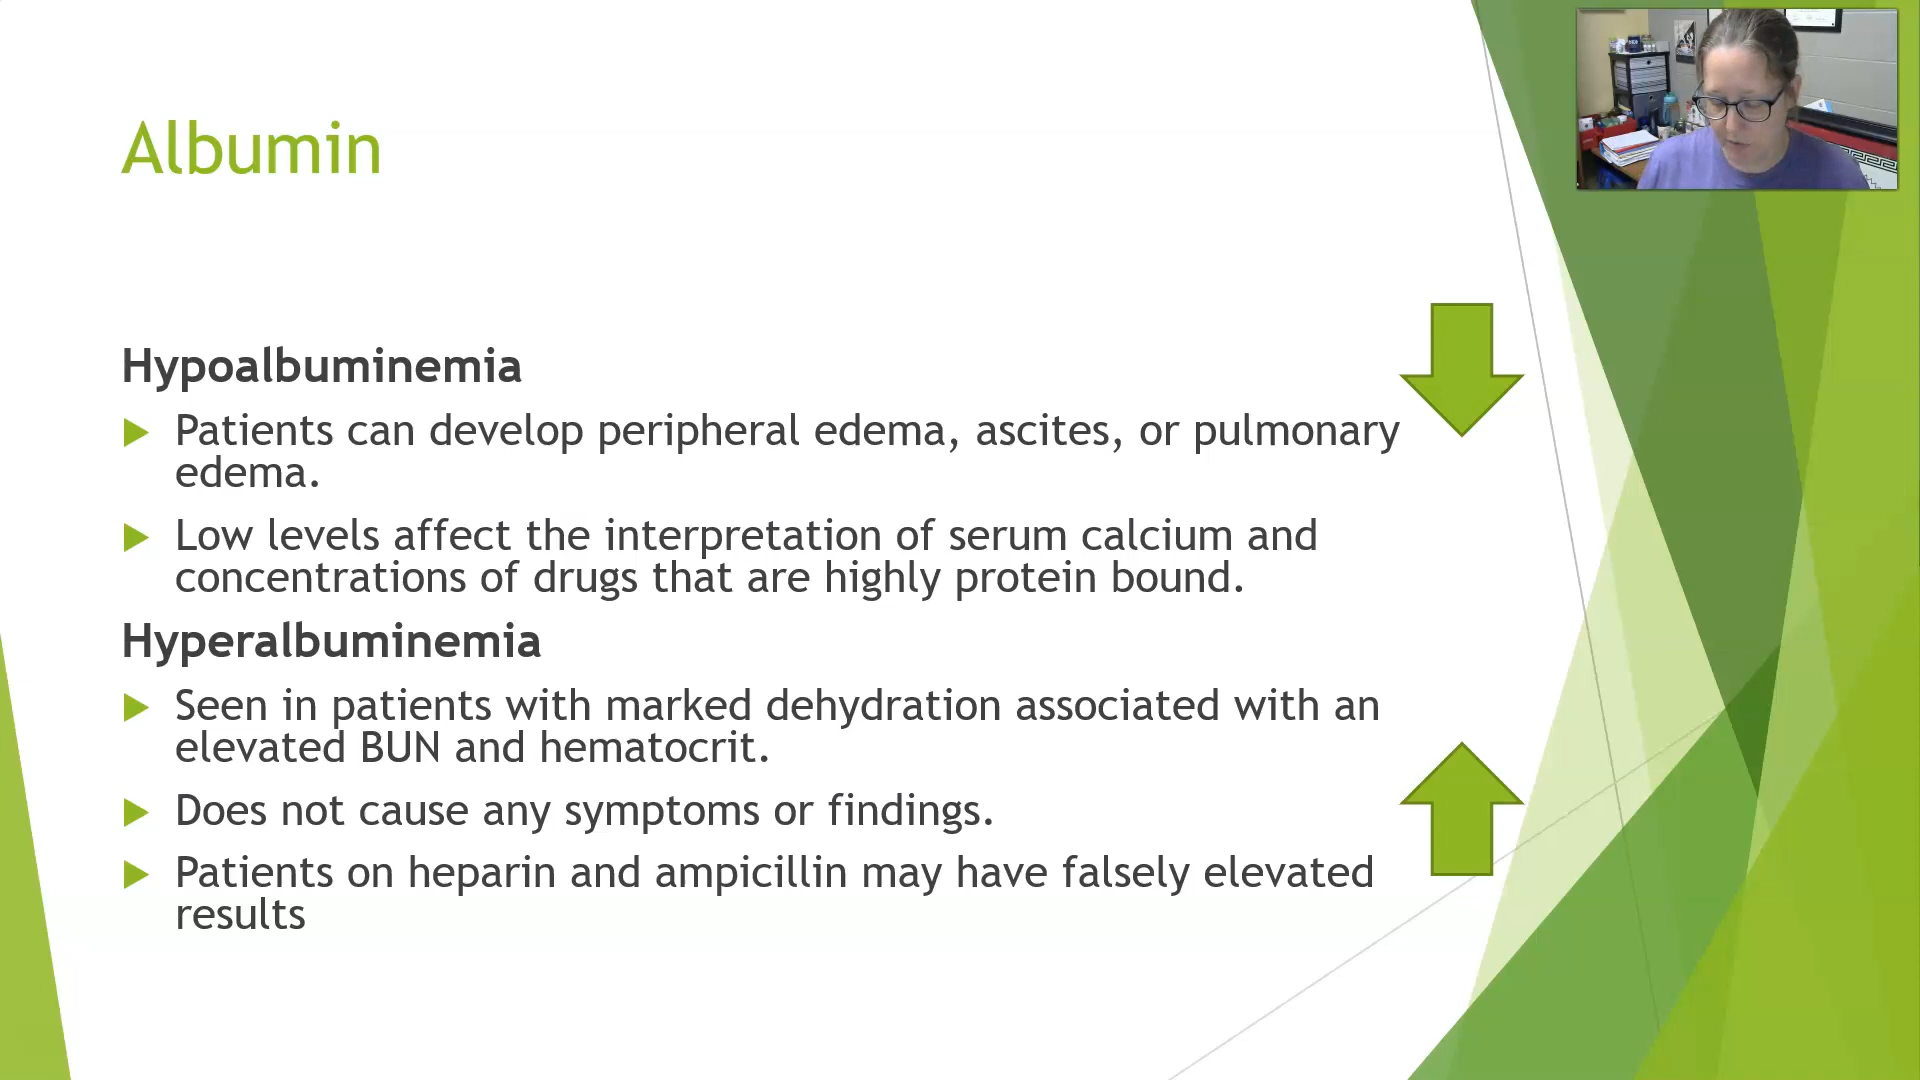 Albumin
Hypoalbuminemia
Patients can develop peripheral edema, ascites, or pulmonary
edema.
Low levels affect the interpretation of serum calcium and
concentrations of drugs that are highly protein bound.
Hyperalbuminemia
Seen in patients with marked dehydration associated with an
elevated BUN and hematocrit.
Does not cause any symptoms or findings.
Patients on heparin and ampicillin may have falsely elevated
results